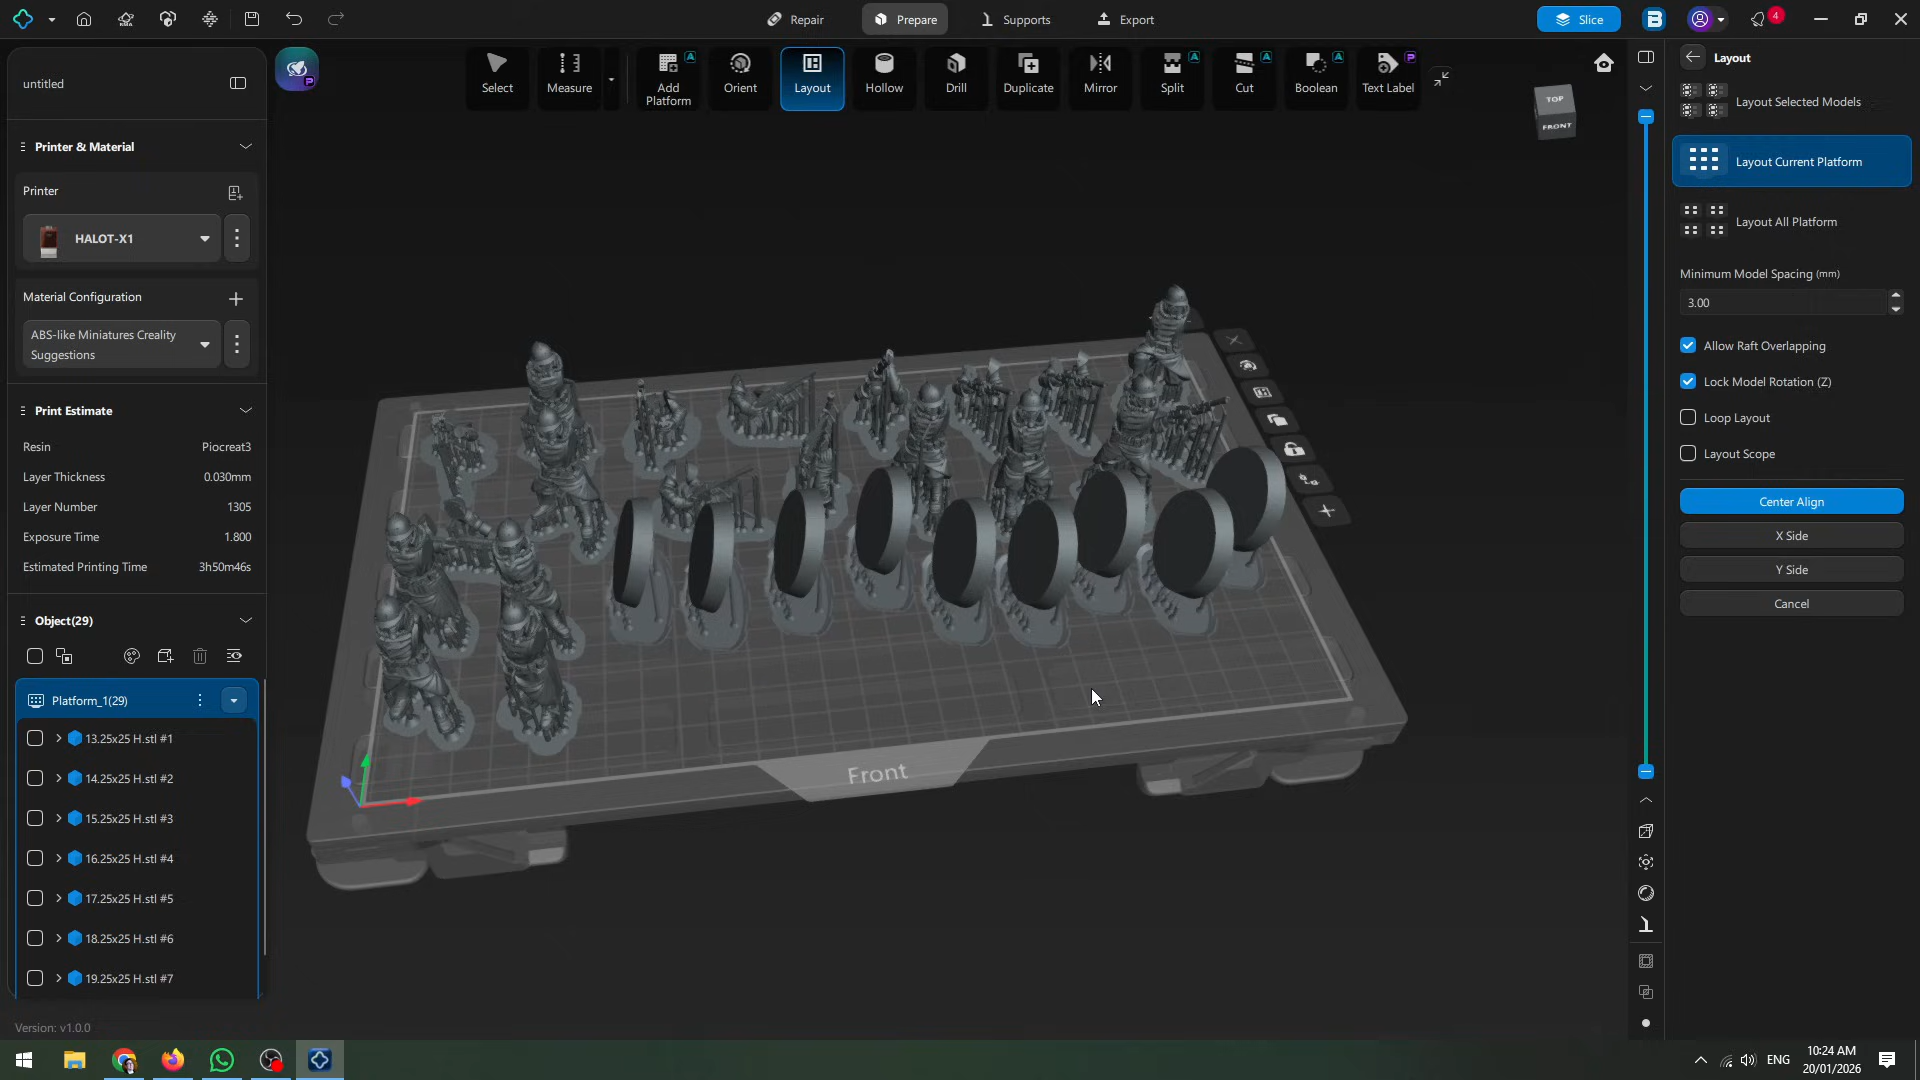 Repair
Prepare
Supports
Export
Slice
4
untitled
Select
Measure
Add Platform
Orient
Layout
Hollow
Drill
Duplicate
Mirror
Split
Cut
Boolean
Text Label
A
A
A
A
P
P
TOP
FRONT
Printer & Material
Printer
HALOT-X1
Material Configuration
ABS-like Miniatures Creality
Suggestions
Print Estimate
Resin Piocreat3
Layer Thickness 0.030mm
Layer Number 1305
Exposure Time 1.800
Estimated Printing Time 3h50m46s
Object(29)
Platform_1(29)
13.25x25 H.stl #1
14.25x25 H.stl #2
15.25x25 H.stl #3
16.25x25 H.stl #4
17.25x25 H.stl #5
18.25x25 H.stl #6
19.25x25 H.stl #7
Version: v1.0.0
Front
Layout
Layout Selected Models
Layout Current Platform
Layout All Platform
Minimum Model Spacing (mm)
3.00
Allow Raft Overlapping
Lock Model Rotation (Z)
Loop Layout
Layout Scope
Center Align
X Side
Y Side
Cancel
ENG
10:24 AM
20/01/2026